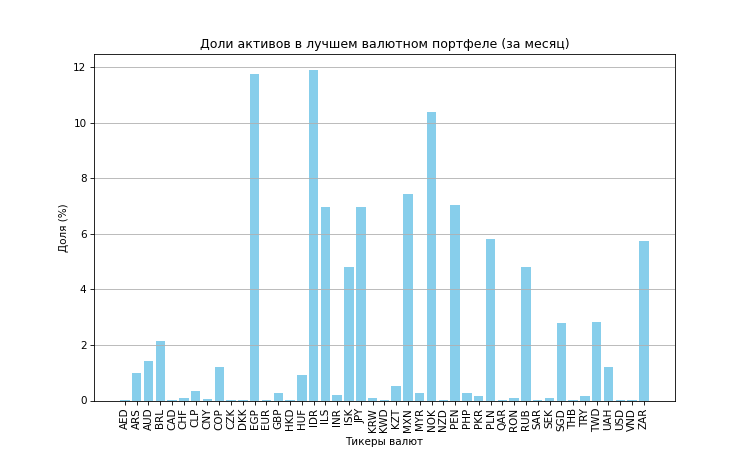 Доли активов в лучшем валютном портфеле (за месяц)
12
10
8
6
4
2
0
Доля (%)
AED ARS AUD BRL CAD CHF CLP CNY COP CZK DKK EGP EUR GBP HKD HUF IDR ILS INR ISK JPY KRW KWD KZT MXN MYR NOK NZD PEN PHP PKR PLN QAR RON RUB SAR SEK SGD THB TRY TWD UAH USD VND ZAR
Тикеры валют